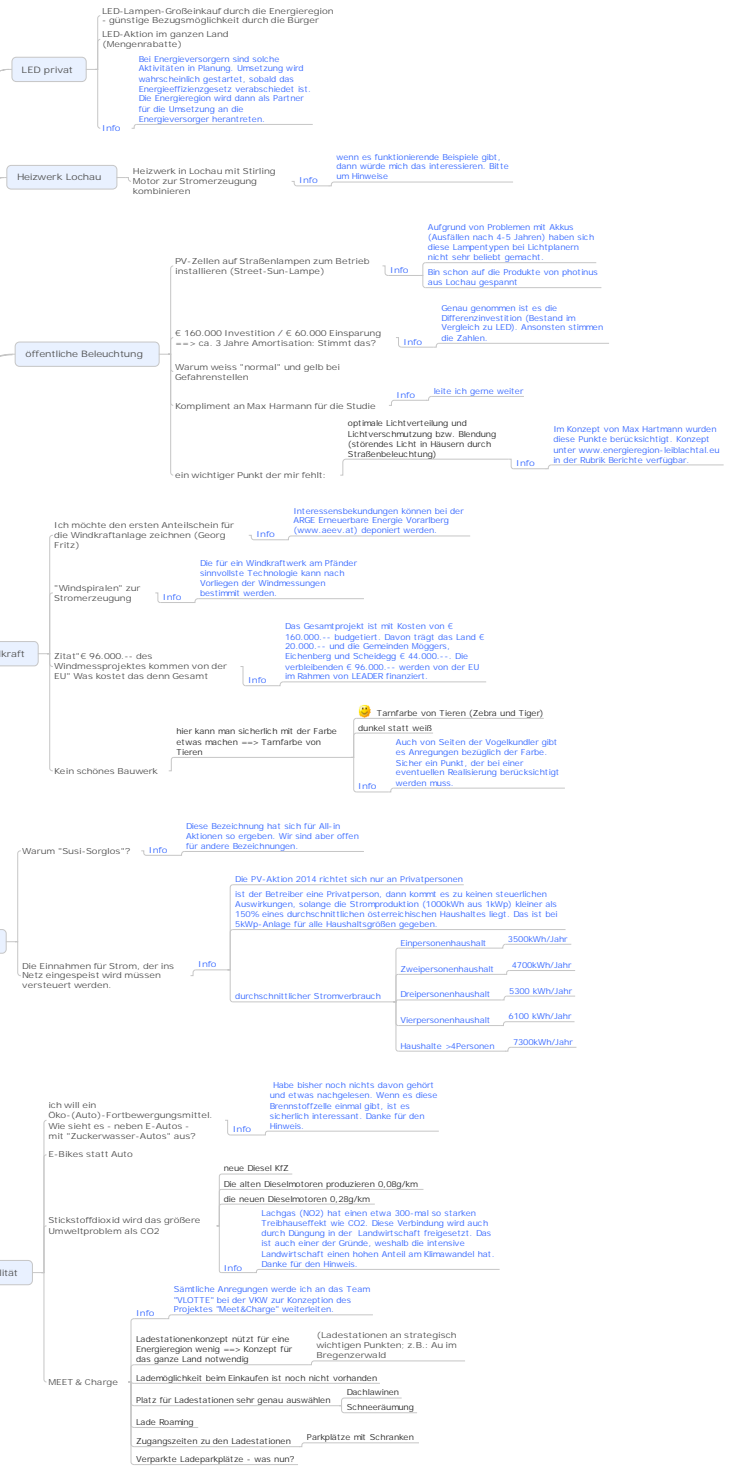 LED-Lampen-Großeinkauf durch die Energieregion
- günstige Bezugsmöglichkeit durch die Bürger
LED-Aktion im ganzen Land
(Mengenrabatte)
LED privat
Bei Energieversorgern sind solche
Aktivitäten in Planung. Umsetzung wird
wahrscheinlich gestartet, sobald das
Energieeffizienzgesetz verabschiedet ist.
Die Energieregion wird dann als Partner
für die Umsetzung an die
Energieversorger herantreten.
Info
Heizwerk Lochau
Heizwerk in Lochau mit Stirling
Motor zur Stromerzeugung
kombinieren
Info
wenn es funktionierende Beispiele gibt,
dann würde mich das interessieren. Bitte
um Hinweise
öffentliche Beleuchtung
PV-Zellen auf Straßenlampen zum Betrieb
installieren (Street-Sun-Lampe)
Info
Aufgrund von Problemen mit Akkus
(Ausfällen nach 4-5 Jahren) haben sich
diese Lampentypen bei Lichtplanern
nicht sehr beliebt gemacht.
Bin schon auf die Produkte von photinus
aus Lochau gespannt
€ 160.000 Investition / € 60.000 Einsparung
==> ca. 3 Jahre Amortisation: Stimmt das?
Info
Genau genommen ist es die
Differenzinvestition (Bestand im
Vergleich zu LED). Ansonsten stimmen
die Zahlen.
Warum weiss "normal" und gelb bei
Gefahrenstellen
Kompliment an Max Harmann für die Studie
Info
leite ich gerne weiter
ein wichtiger Punkt der mir fehlt:
optimale Lichtverteilung und
Lichtverschmutzung bzw. Blendung
(störendes Licht in Häusern durch
Straßenbeleuchtung)
Info
Im Konzept von Max Hartmann wurden
diese Punkte berücksichtigt. Konzept
unter www.energieregion-leiblachtal.eu
in der Rubrik Berichte verfügbar.
kraft
Ich möchte den ersten Anteilschein für
die Windkraftanlage zeichnen (Georg
Fritz)
Info
Interessensbekundungen können bei der
ARGE Erneuerbare Energie Vorarlberg
(www.aeev.at) deponiert werden.
"Windspiralen" zur
Stromerzeugung
Info
Die für ein Windkraftwerk am Pfänder
sinnvollste Technologie kann nach
Vorliegen der Windmessungen
bestimmt werden.
Zitat"€ 96.000.-- des
Windmessprojektes kommen von der
EU" Was kostet das denn Gesamt
Info
Das Gesamtprojekt ist mit Kosten von €
160.000.-- budgetiert. Davon trägt das Land €
20.000.-- und die Gemeinden Möggers,
Eichenberg und Scheidegg € 44.000.--. Die
verbleibenden € 96.000.-- werden von der EU
im Rahmen von LEADER finanziert.
Kein schönes Bauwerk
hier kann man sicherlich mit der Farbe
etwas machen ==> Tarnfarbe von
Tieren
Tarnfarbe von Tieren (Zebra und Tiger)
dunkel statt weiß
Info
Auch von Seiten der Vogelkundler gibt
es Anregungen bezüglich der Farbe.
Sicher ein Punkt, der bei einer
eventuellen Realisierung berücksichtigt
werden muss.
Warum "Susi-Sorglos"?
Info
Diese Bezeichnung hat sich für All-in
Aktionen so ergeben. Wir sind aber offen
für andere Bezeichnungen.
Die Einnahmen für Strom, der ins
Netz eingespeist wird müssen
versteuert werden.
Info
Die PV-Aktion 2014 richtet sich nur an Privatpersonen
ist der Betreiber eine Privatperson, dann kommt es zu keinen steuerlichen
Auswirkungen, solange die Stromproduktion (1000kWh aus 1kWp) kleiner als
150% eines durchschnittlichen österreichischen Haushaltes liegt. Das ist bei
5kWp-Anlage für alle Haushaltsgrößen gegeben.
durchschnittlicher Stromverbrauch
Einpersonenhaushalt
3500kWh/Jahr
Zweipersonenhaushalt
4700kWh/Jahr
Dreipersonenhaushalt
5300 kWh/Jahr
Vierpersonenhaushalt
6100 kWh/Jahr
Haushalte >4Personen
7300kWh/Jahr
lität
ich will ein
Öko-(Auto)-Fortbewergungsmittel.
Wie sieht es - neben E-Autos -
mit "Zuckerwasser-Autos" aus?
Info
Habe bisher noch nichts davon gehört
und etwas nachgelesen. Wenn es diese
Brennstoffzelle einmal gibt, ist es
sicherlich interessant. Danke für den
Hinweis.
E-Bikes statt Auto
Stickstoffdioxid wird das größere
Umweltproblem als CO2
neue Diesel KfZ
Die alten Dieselmotoren produzieren 0,08g/km
die neuen Dieselmotoren 0,28g/km
Info
Lachgas (NO2) hat einen etwa 300-mal so starken
Treibhauseffekt wie CO2. Diese Verbindung wird auch
durch Düngung in der Landwirtschaft freigesetzt. Das
ist auch einer der Gründe, weshalb die intensive
Landwirtschaft einen hohen Anteil am Klimawandel hat.
Danke für den Hinweis.
MEET & Charge
Info
Sämtliche Anregungen werde ich an das Team
"VLOTTE" bei der VKW zur Konzeption des
Projektes "Meet&Charge" weiterleiten.
Ladestationenkonzept nützt für eine
Energieregion wenig ==> Konzept für
das ganze Land notwendig
(Ladestationen an strategisch
wichtigen Punkten; z.B.: Au im
Bregenzerwald
Lademöglichkeit beim Einkaufen ist noch nicht vorhanden
Platz für Ladestationen sehr genau auswählen
Dachlawinen
Schneeräumung
Lade Roaming
Zugangszeiten zu den Ladestationen
Parkplätze mit Schranken
Verparkte Ladeparkplätze - was nun?